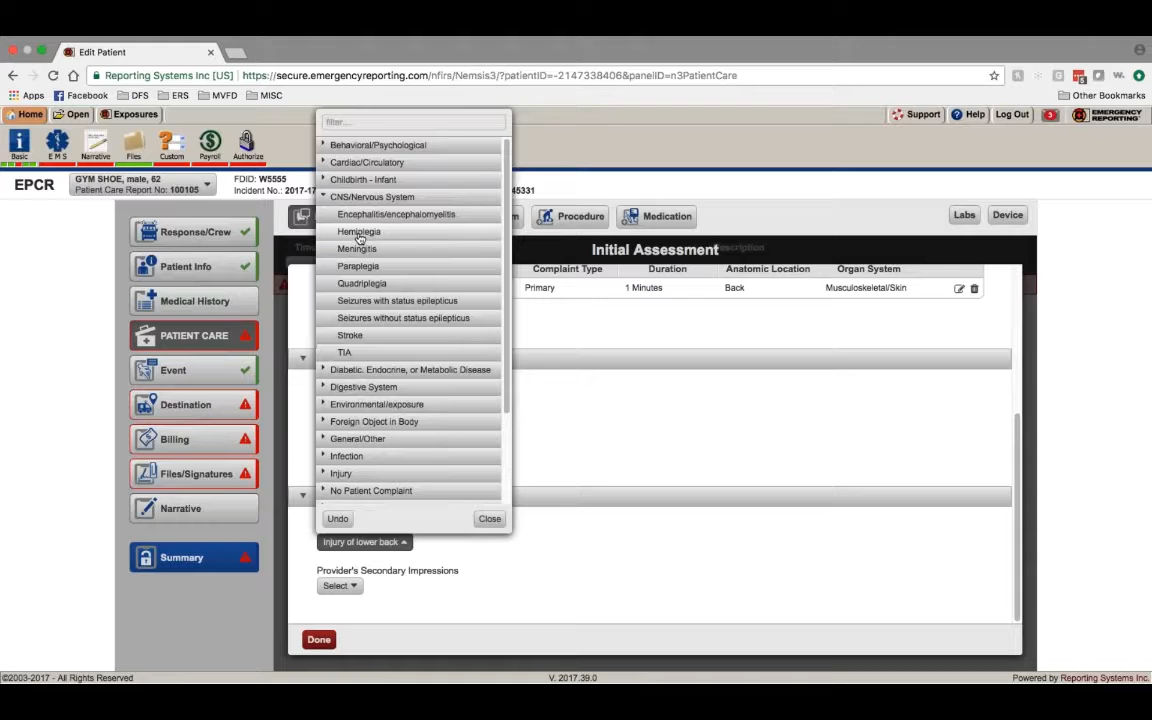 Edit Patient
Reporting Systems Inc [US] https://secure.emergencyreporting.com/nfirs/Nemsis3/?patientID=-2147338406&panelID=n3PatientCare
Apps Facebook DFS ERS MVFD MISC Other Bookmarks
Home Open Exposures Support Help Log Out EMERGENCY REPORTING
Basic EMS Narrative Files Custom Payroll Authorize
EPCR
GYM SHOE, male, 62
Patient Care Report No: 100105
FDID: W5555
Incident No.: 2017-17
45331
Response/Crew
Patient Info
Medical History
PATIENT CARE
Event
Destination
Billing
Files/Signatures
Narrative
Summary
filter....
Behavioral/Psychological
Cardiac/Circulatory
Childbirth - Infant
CNS/Nervous System
Encephalitis/encephalomyelitis
Hemiplegia
Meningitis
Paraplegia
Quadriplegia
Seizures with status epilepticus
Seizures without status epilepticus
Stroke
TIA
Diabetic, Endocrine, or Metabolic Disease
Digestive System
Environmental/exposure
Foreign Object in Body
General/Other
Infection
Injury
No Patient Complaint
Undo Close
Procedure Medication Labs Device
Initial Assessment
Complaint Type Duration Anatomic Location Organ System
Primary 1 Minutes Back Musculoskeletal/Skin
Injury of lower back
Provider's Secondary Impressions
Select
Done
©2003-2017 - All Rights Reserved V. 2017.39.0 Powered by Reporting Systems Inc.